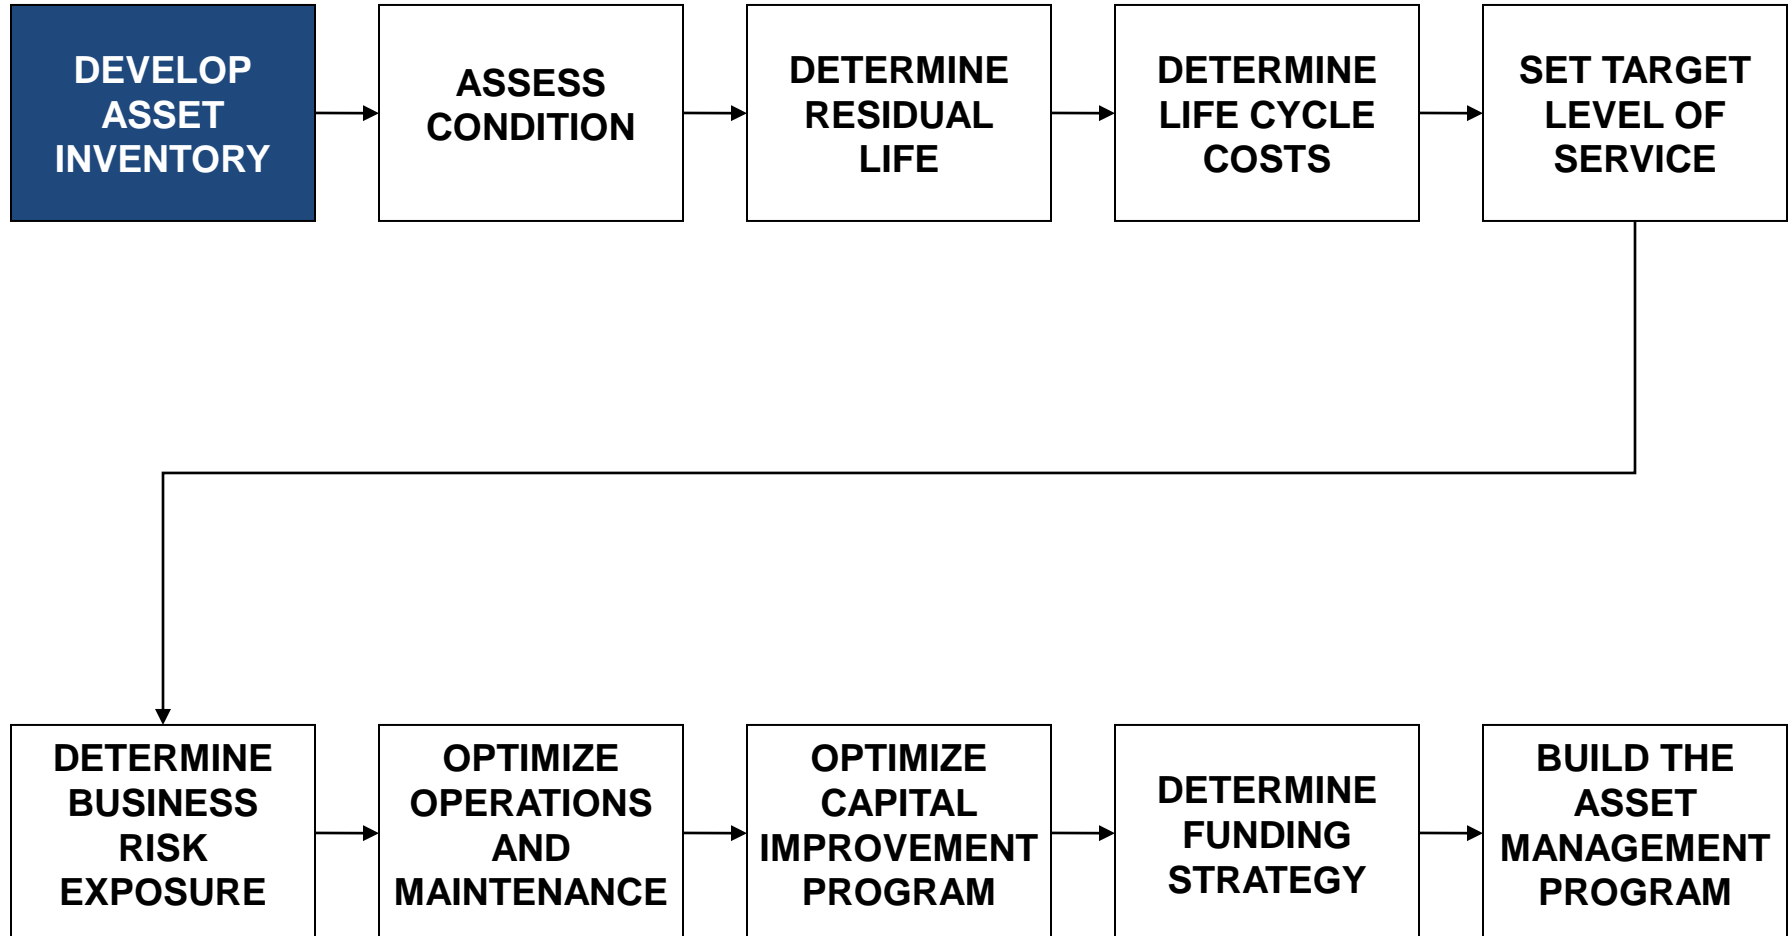 DEVELOP
ASSET
INVENTORY
ASSESS
CONDITION
DETERMINE
RESIDUAL
LIFE
DETERMINE
LIFE CYCLE
COSTS
SET TARGET
LEVEL OF
SERVICE
DETERMINE
BUSINESS
RISK
EXPOSURE
OPTIMIZE
OPERATIONS
AND
MAINTENANCE
OPTIMIZE
CAPITAL
IMPROVEMENT
PROGRAM
DETERMINE
FUNDING
STRATEGY
BUILD THE
ASSET
MANAGEMENT
PROGRAM